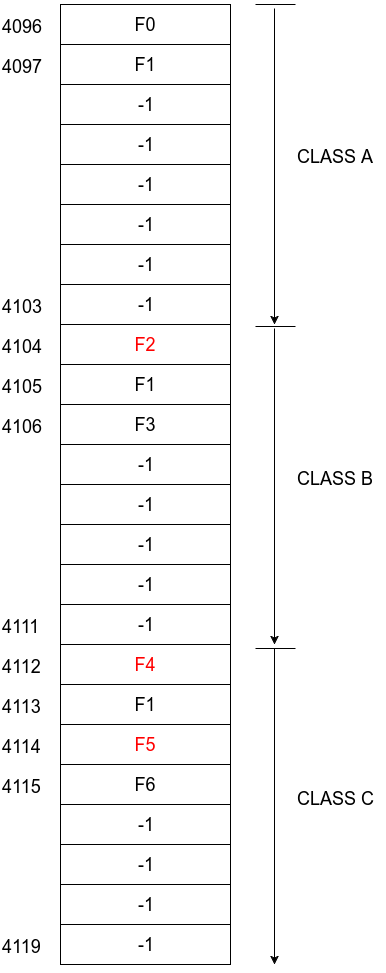 4096 F0
4097 F1
-1
-1
-1 CLASS A
-1
-1
4103 -1
4104 F2
4105 F1
4106 F3
-1 CLASS B
-1
-1
-1
4111 -1
4112 F4
4113 F1
4114 F5
4115 F6 CLASS C
-1
-1
-1
4119 -1